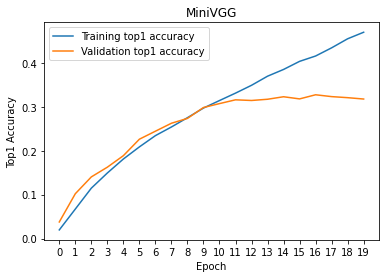 MiniVGG
Training top1 accuracy
Validation top1 accuracy
Top1 Accuracy
0.4
0.3
0.2
0.1
0.0
0 1 2 3 4 5 6 7 8 9 10 11 12 13 14 15 16 17 18 19
Epoch